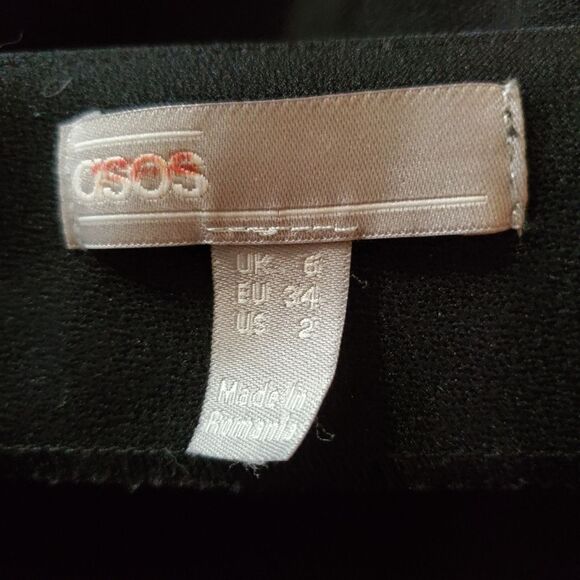 asos
UK 6
EU 34
US 2
Made in
Romania